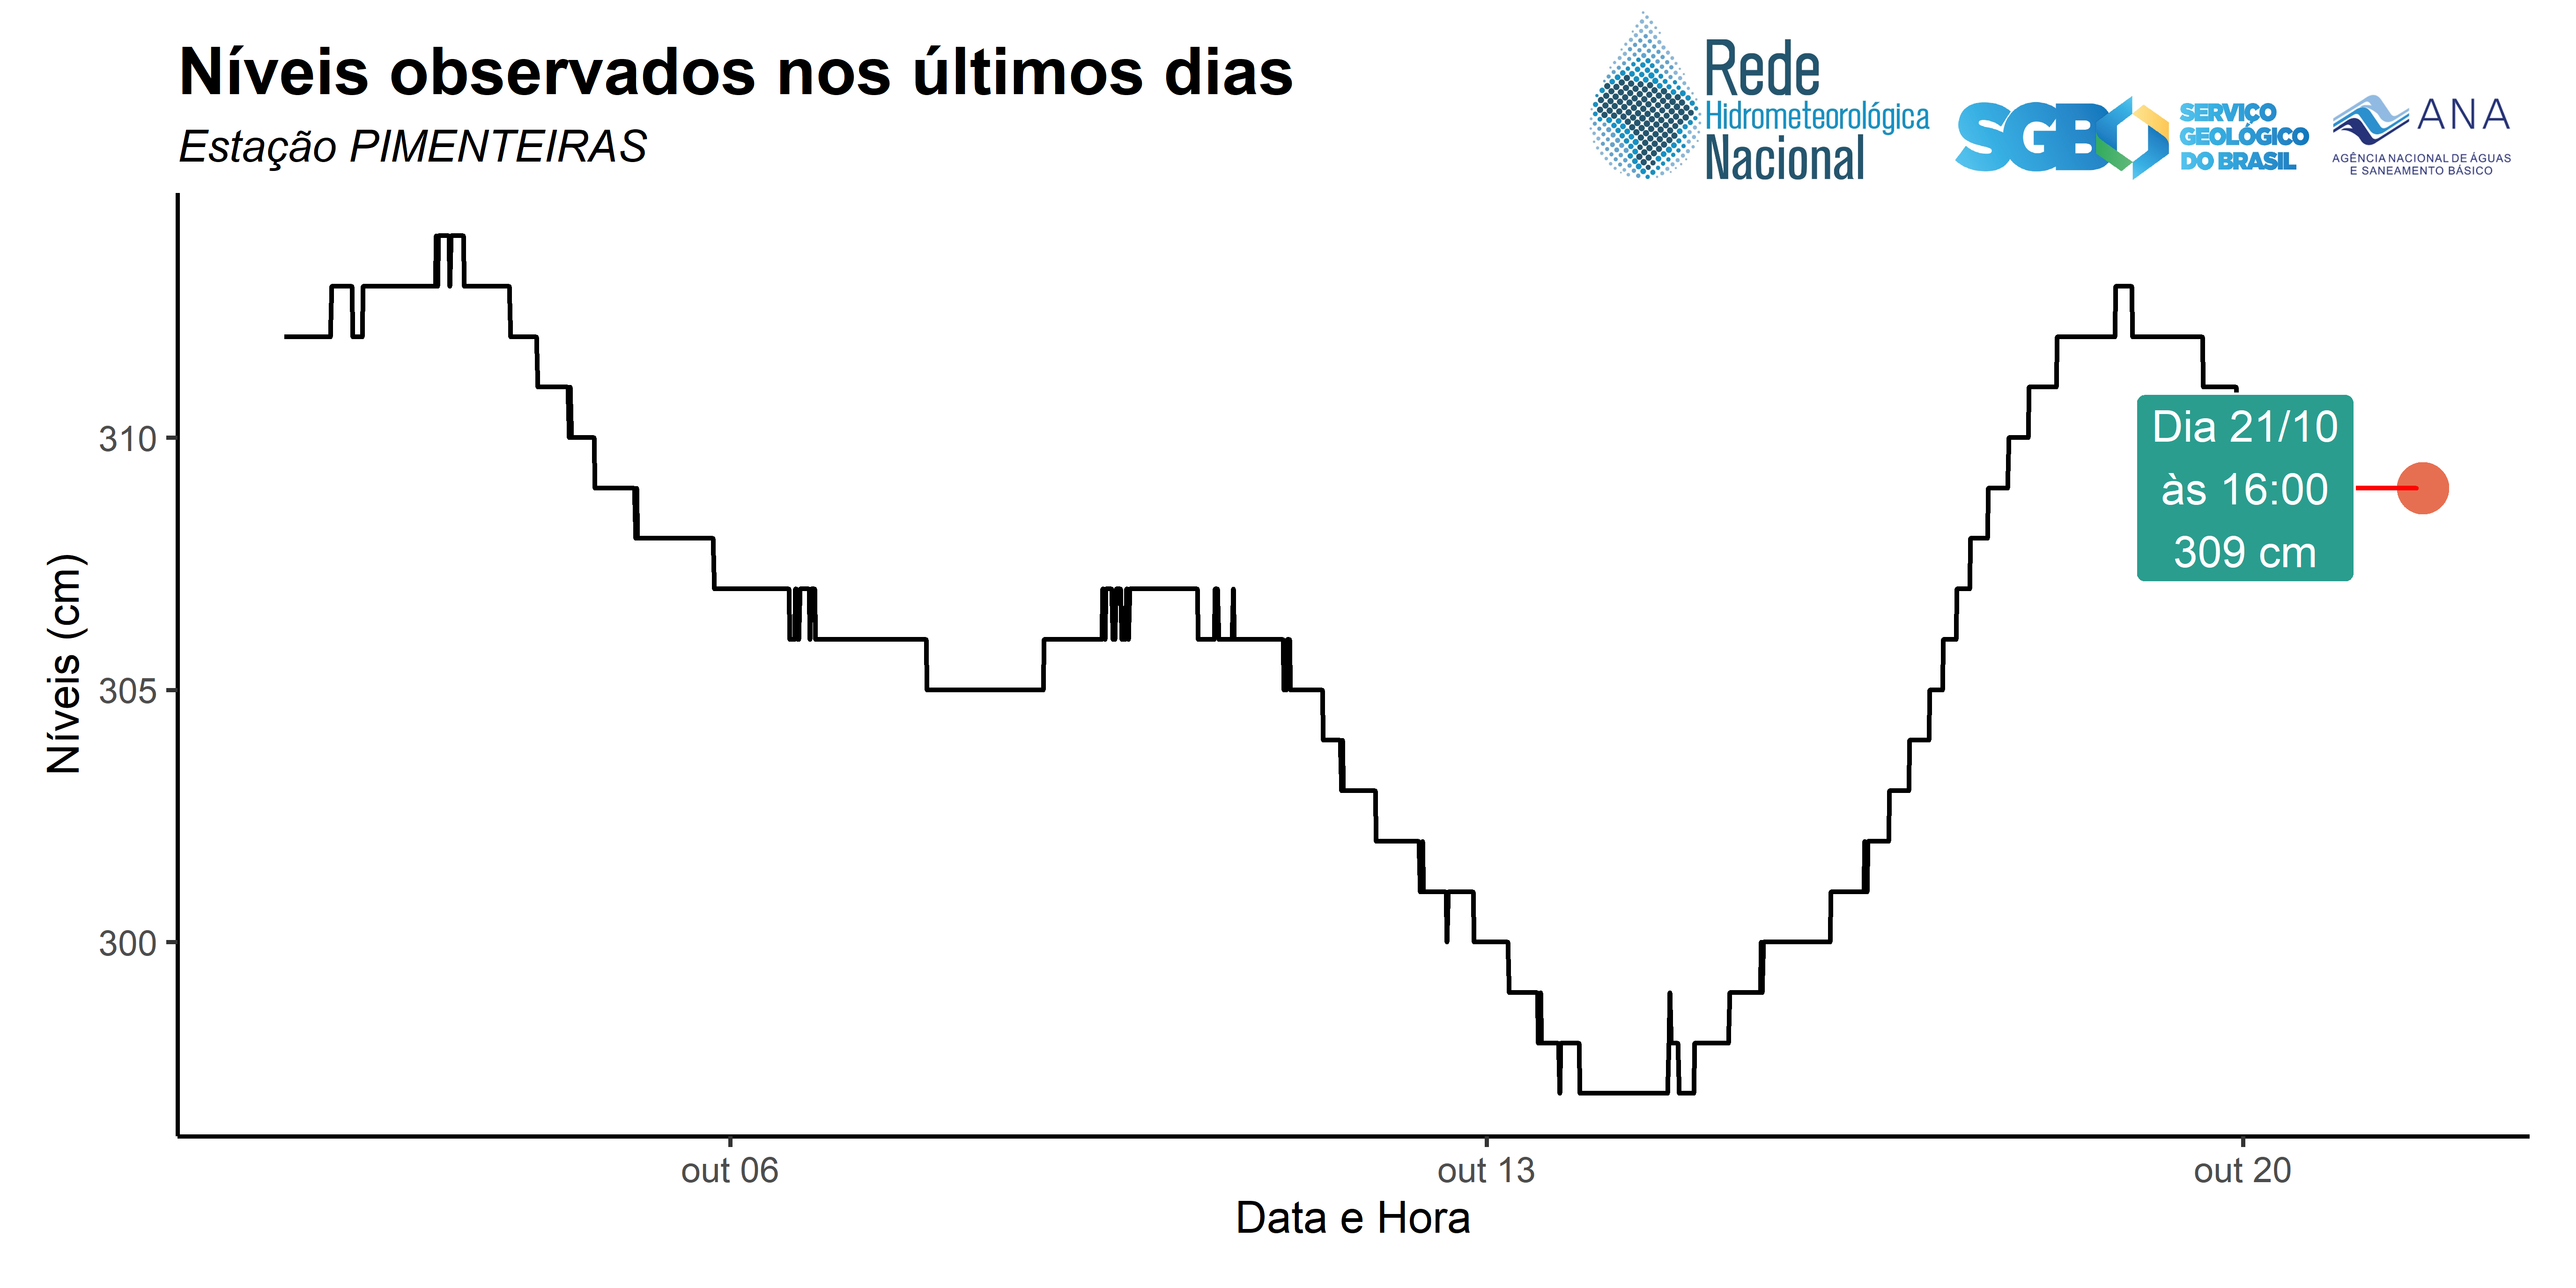 Níveis observados nos últimos dias
Estação PIMENTEIRAS
Rede
Hidrometeorológica
Nacional
SGB
SERVIÇO
GEOLÓGICO
DO BRASIL
ANA
AGÊNCIA NACIONAL DE ÁGUAS
E SANEAMENTO BÁSICO
Níveis (cm)
310
305
300
Dia 21/10
às 16:00
309 cm
out 06
out 13
out 20
Data e Hora